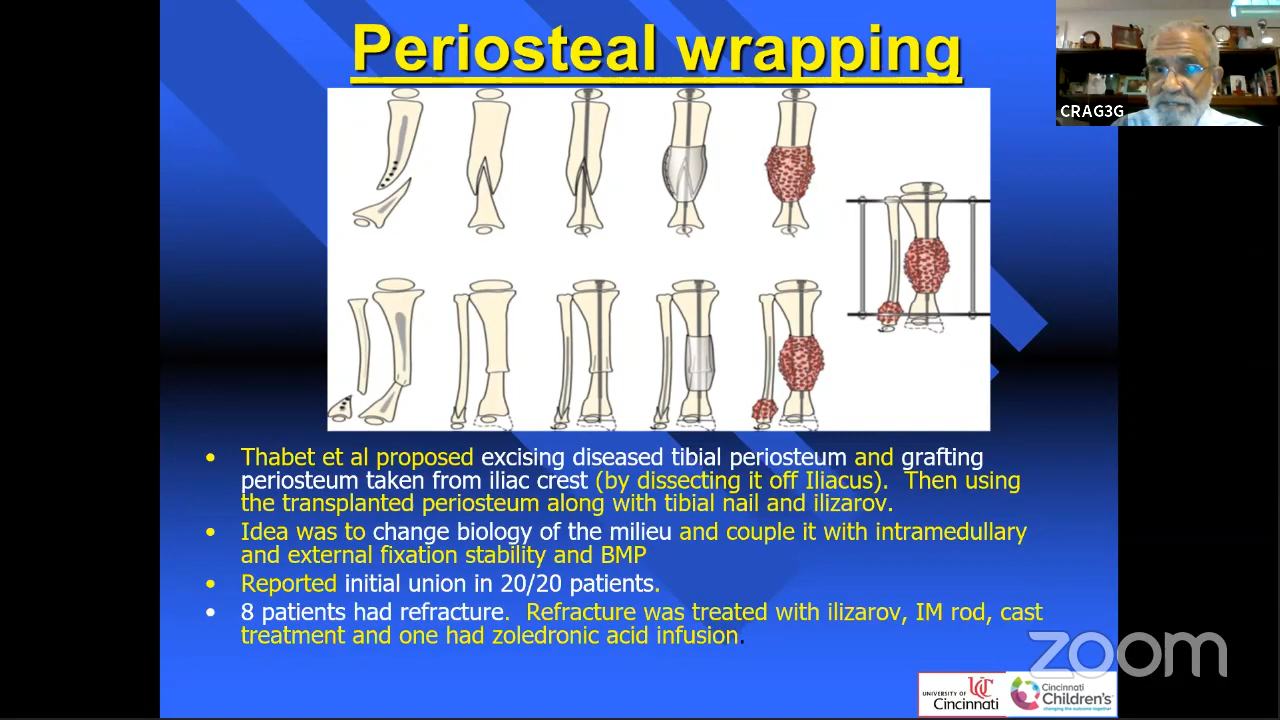 Periosteal wrapping
CRAG3G
• Thabet et al proposed excising diseased tibial periosteum and grafting
periosteum taken from iliac crest (by dissecting it off Iliacus). Then using
the transplanted periosteum along with tibial nail and ilizarov.
• Idea was to change biology of the milieu and couple it with intramedullary
and external fixation stability and BMP
• Reported initial union in 20/20 patients.
• 8 patients had refracture. Refracture was treated with ilizarov, IM rod, cast
treatment and one had zoledronic acid infusion.
zoom
UNIVERSITY OF
Cincinnati
Cincinnati
Children's
changing the outcome together